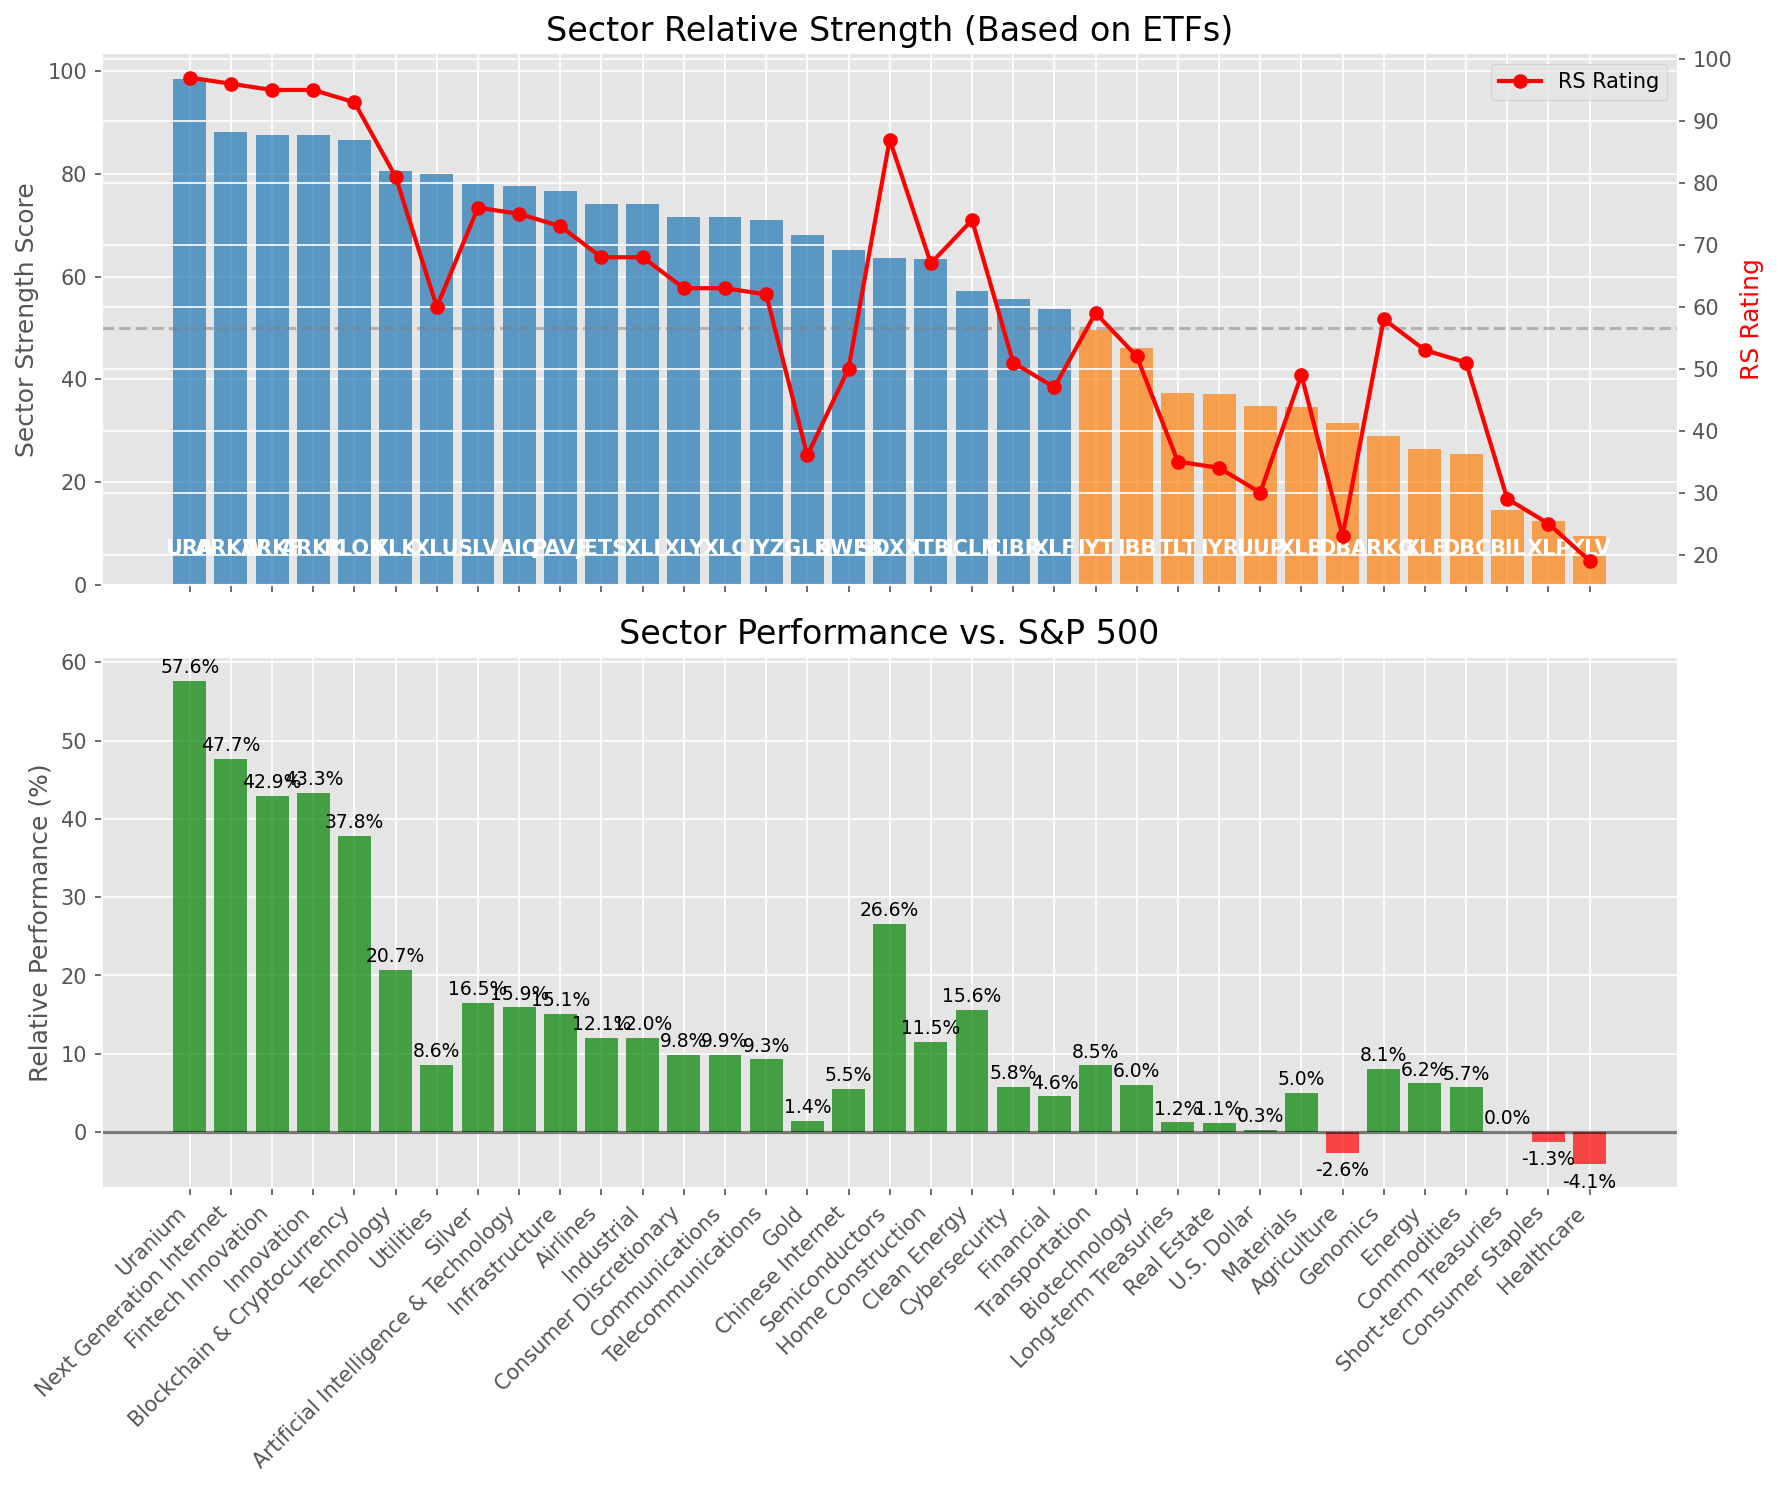 Sector Relative Strength (Based on ETFs)
Sector Strength Score
100
80
60
40
20
0
RS Rating
100
90
80
70
60
50
40
30
20
RS Rating
XLU SLV AIQ PAVE JETS XLI XLY XLC IYZ GLD KWEB SOXX ITB ICLN CIBR XLF IYT IBB TLT IYR UUP XLB DBA ARKG XLE DBC BIL XLP XLV
Sector Performance vs. S&P 500
Relative Performance (%)
60
50
40
30
20
10
0
57.6%
47.7%
42.9%
43.3%
37.8%
20.7%
8.6%
16.5%
15.9%
15.1%
12.1%
12.0%
9.8%
9.9%
9.3%
1.4%
5.5%
26.6%
11.5%
15.6%
5.8%
4.6%
8.5%
6.0%
1.2%
1.1%
0.3%
5.0%
-2.6%
8.1%
6.2%
5.7%
0.0%
-1.3%
-4.1%
Uranium
Next Generation Internet
Fintech Innovation
Innovation
Blockchain & Cryptocurrency
Technology
Utilities
Silver
Artificial Intelligence & Technology
Infrastructure
Airlines
Industrial
Consumer Discretionary
Communications
Telecommunications
Gold
Chinese Internet
Semiconductors
Home Construction
Clean Energy
Cybersecurity
Financial
Transportation
Biotechnology
Long-term Treasuries
Real Estate
U.S. Dollar
Materials
Agriculture
Genomics
Energy
Commodities
Short-term Treasuries
Consumer Staples
Healthcare